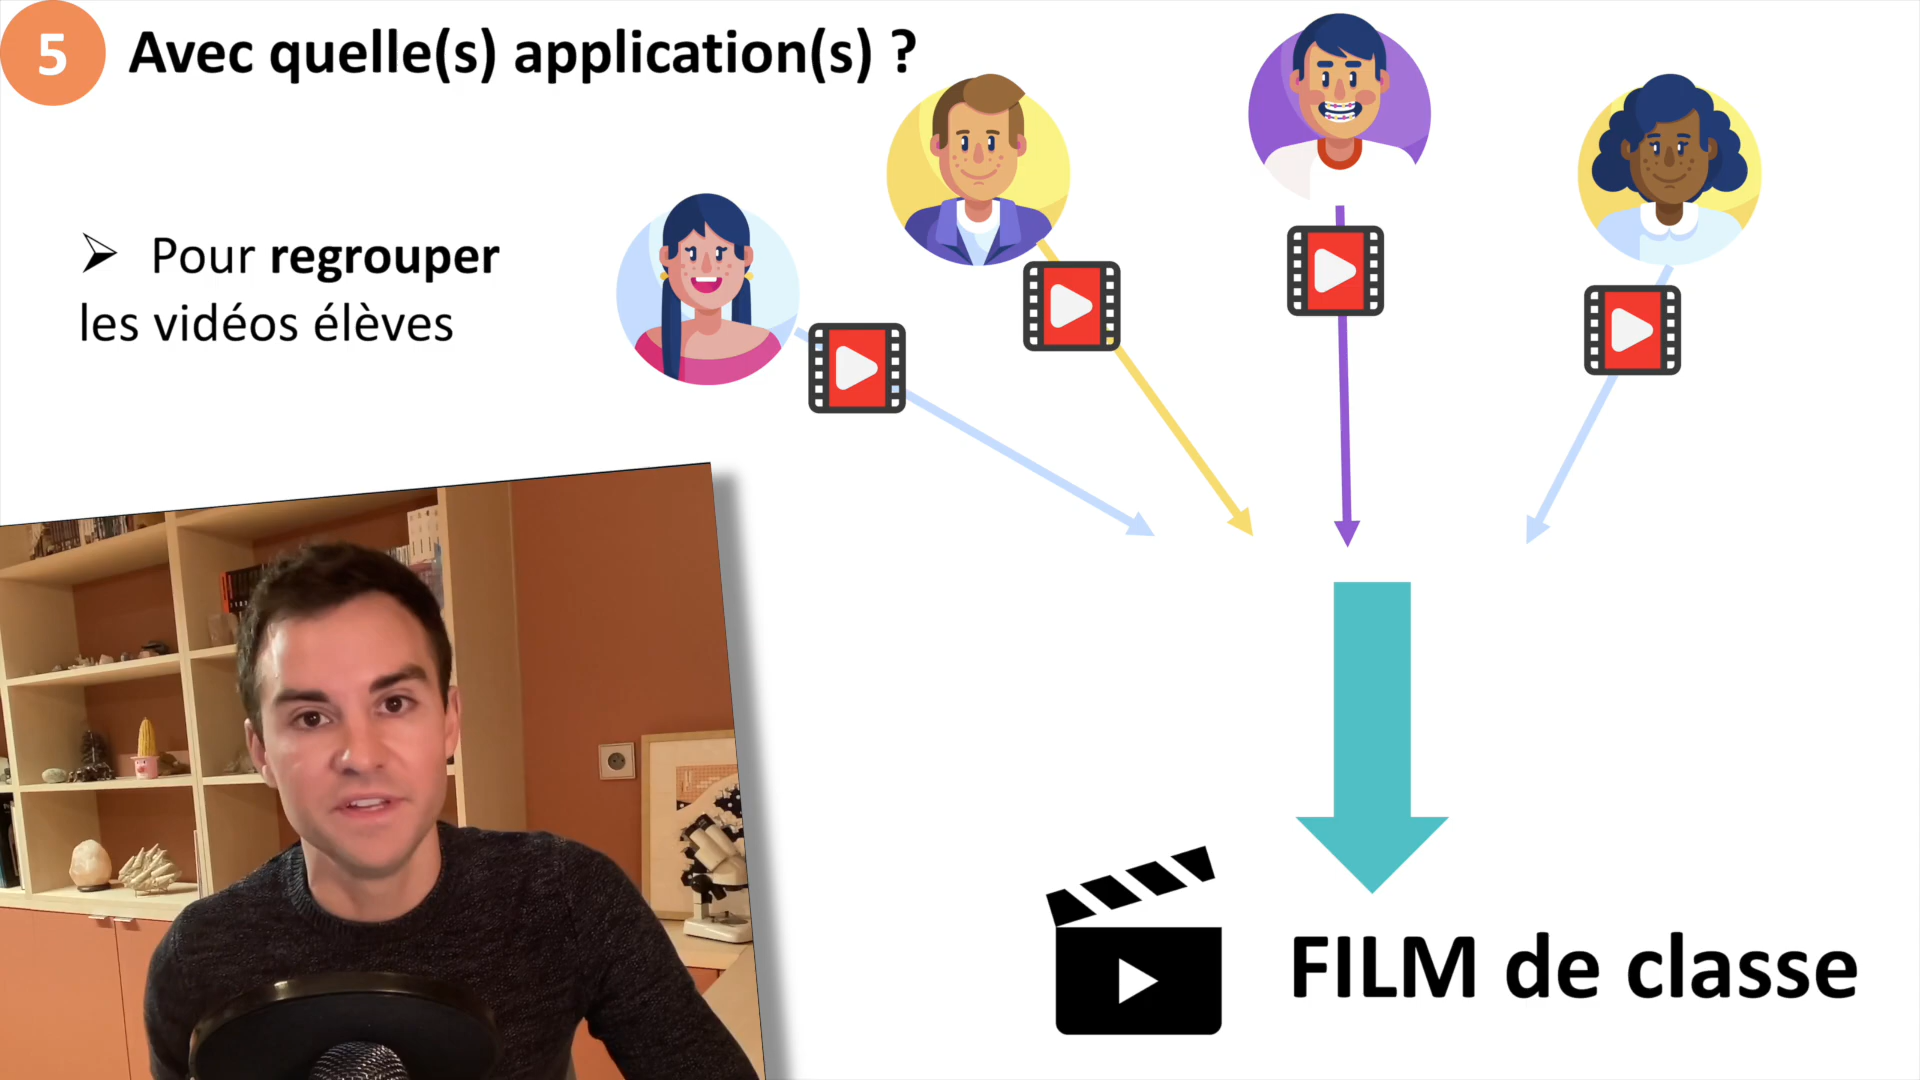 5
Avec quelle(s) application(s) ?
➢ Pour regrouper
les vidéos élèves
FILM de classe